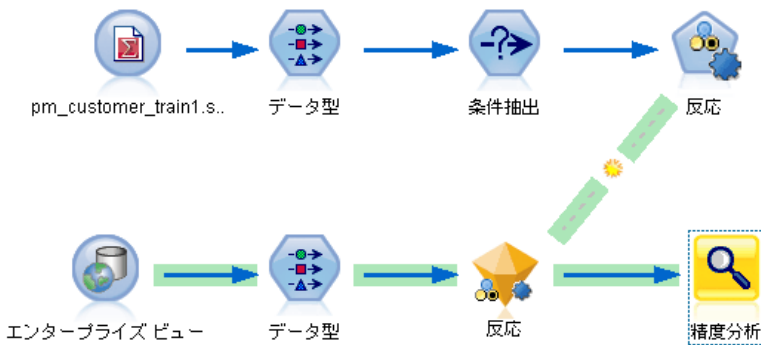 pm_customer_train1.s..
データ型
条件抽出
反応
エンタープライズ ビュー
データ型
反応
精度分析